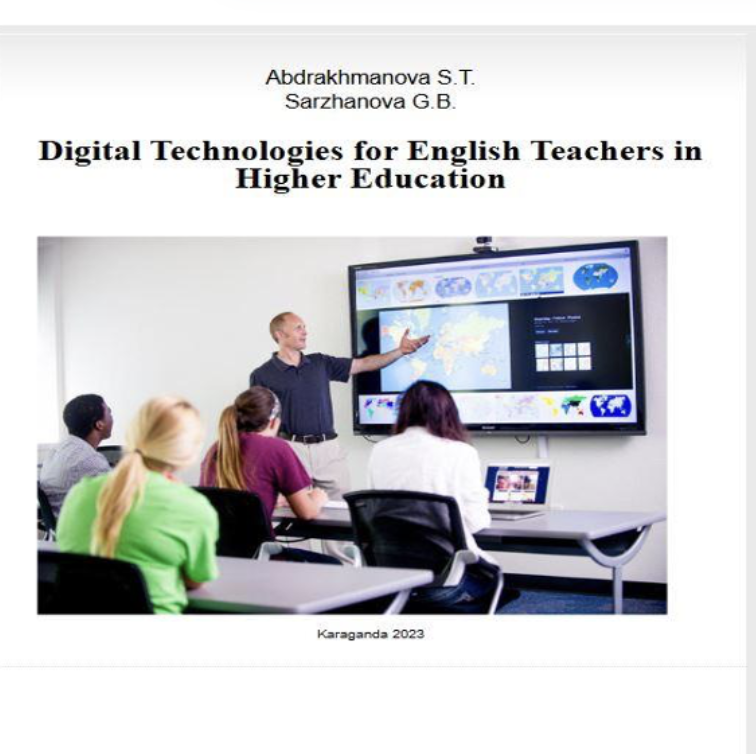 Abdrakhmanova S.T.
Sarzhanova G.B.
Digital Technologies for English Teachers in
Higher Education
Karaganda 2023